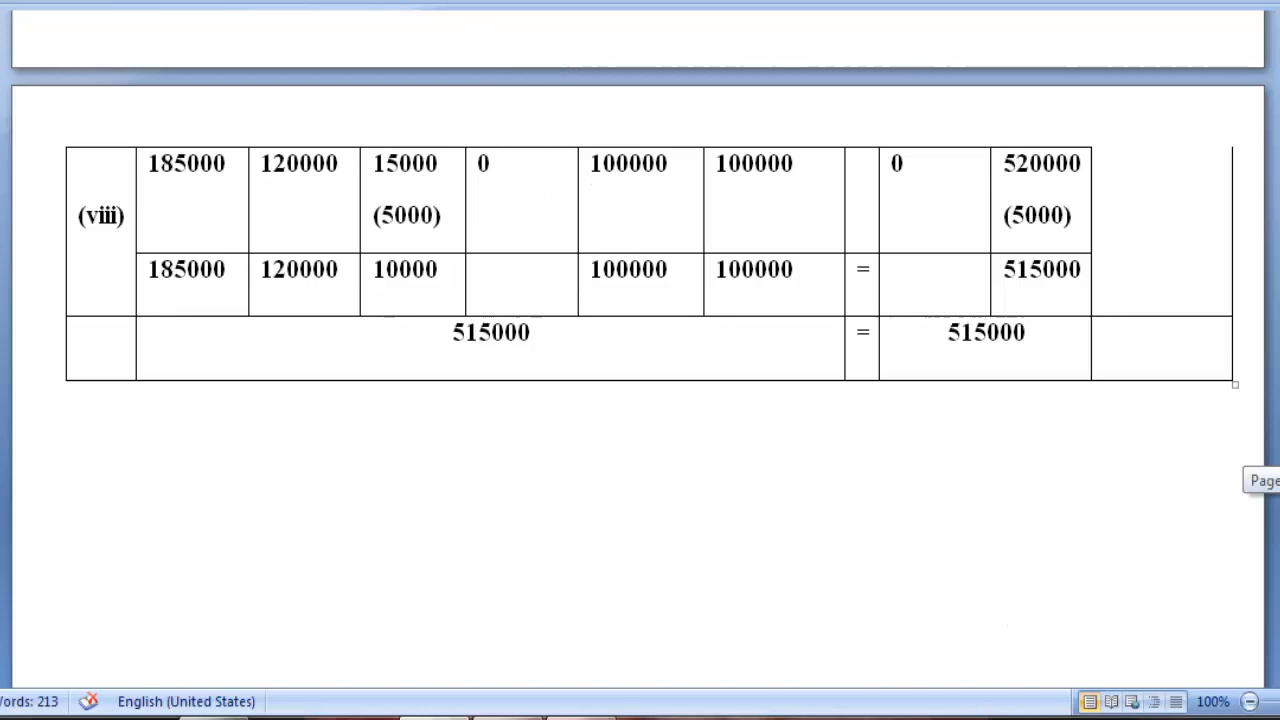 185000 120000 15000 0 100000 100000 0 520000
(viii) (5000) (5000)
185000 120000 10000 100000 100000 = 515000
515000 = 515000
Page
Words: 213 English (United States) 100%